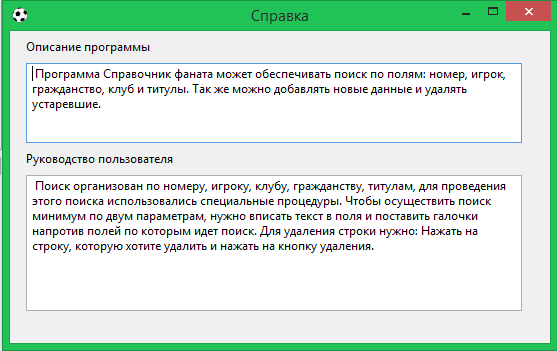 Справка
Описание программы
Программа Справочник фаната может обеспечивать поиск по полям: номер, игрок,
гражданство, клуб и титулы. Так же можно добавлять новые данные и удалять
устаревшие.
Руководство пользователя
Поиск организован по номеру, игроку, клубу, гражданству, титулам, для проведения
этого поиска использовались специальные процедуры. Чтобы осуществить поиск
минимум по двум параметрам, нужно вписать текст в поля и поставить галочки
напротив полей по которым идет поиск. Для удаления строки нужно: Нажать на
строку, которую хотите удалить и нажать на кнопку удаления.